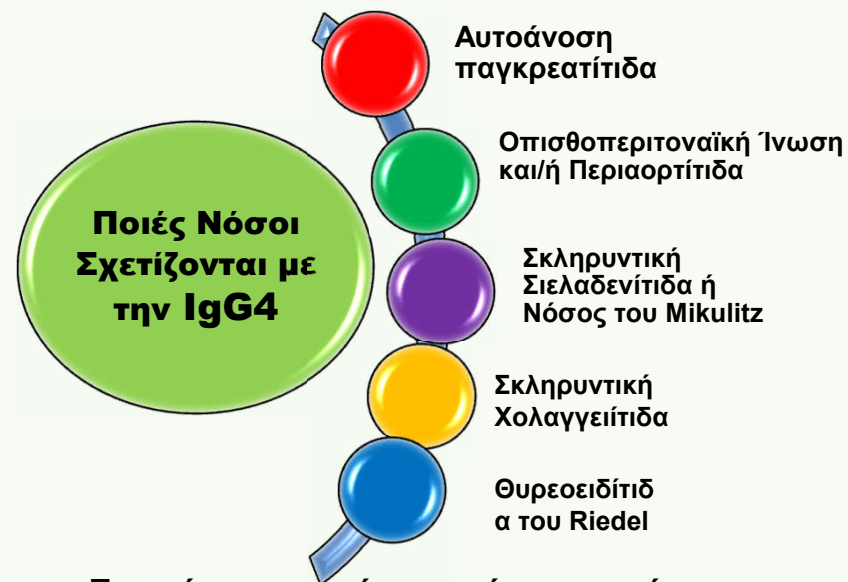 Αυτοάνοση
παγκρεατίτιδα
Οπισθοπεριτοναϊκή Ίνωση
και/ή Περιαορτίτιδα
Ποιές Νόσοι
Σχετίζονται με
την IgG4
Σκληρυντική
Σιελαδενίτιδα ή
Νόσος του Mikulitz
Σκληρυντική
Χολαγγειίτιδα
Θυρεοειδίτιδ
α του Riedel